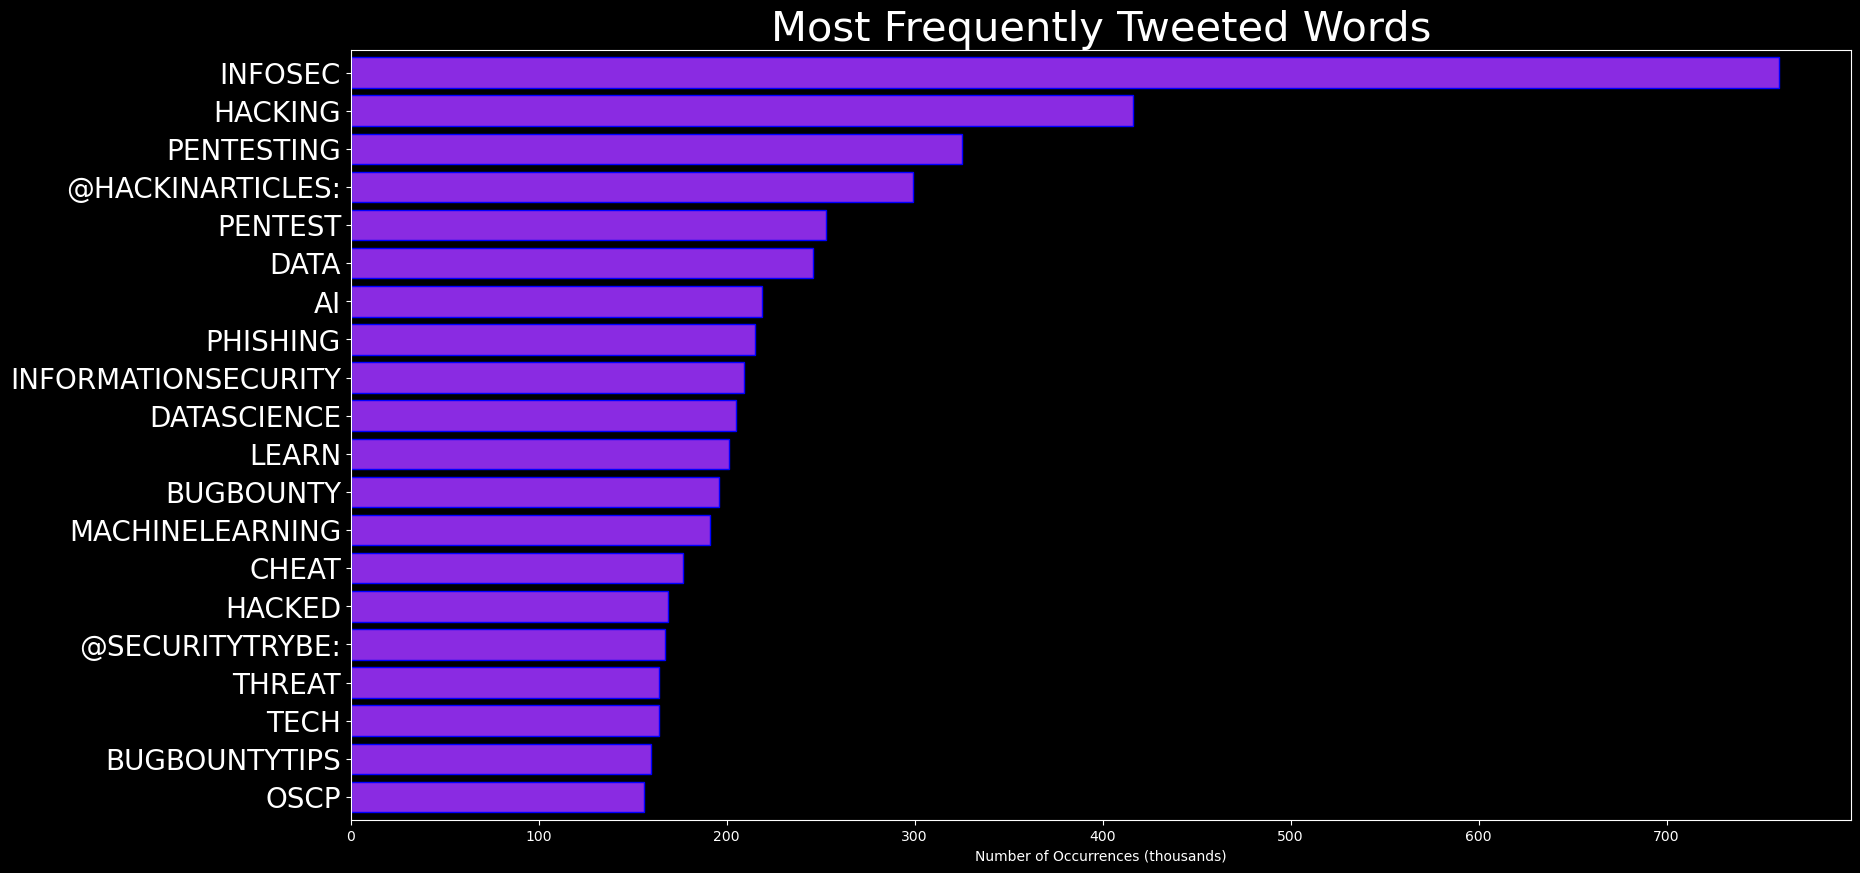 Most Frequently Tweeted Words
INFOSEC
HACKING
PENTESTING
@HACKINARTICLES:
PENTEST
DATA
AI
PHISHING
INFORMATIONSECURITY
DATASCIENCE
LEARN
BUGBOUNTY
MACHINELEARNING
CHEAT
HACKED
@SECURITYTRYBE:
THREAT
TECH
BUGBOUNTYTIPS
OSCP
0 100 200 300 400 500 600 700
Number of Occurrences (thousands)